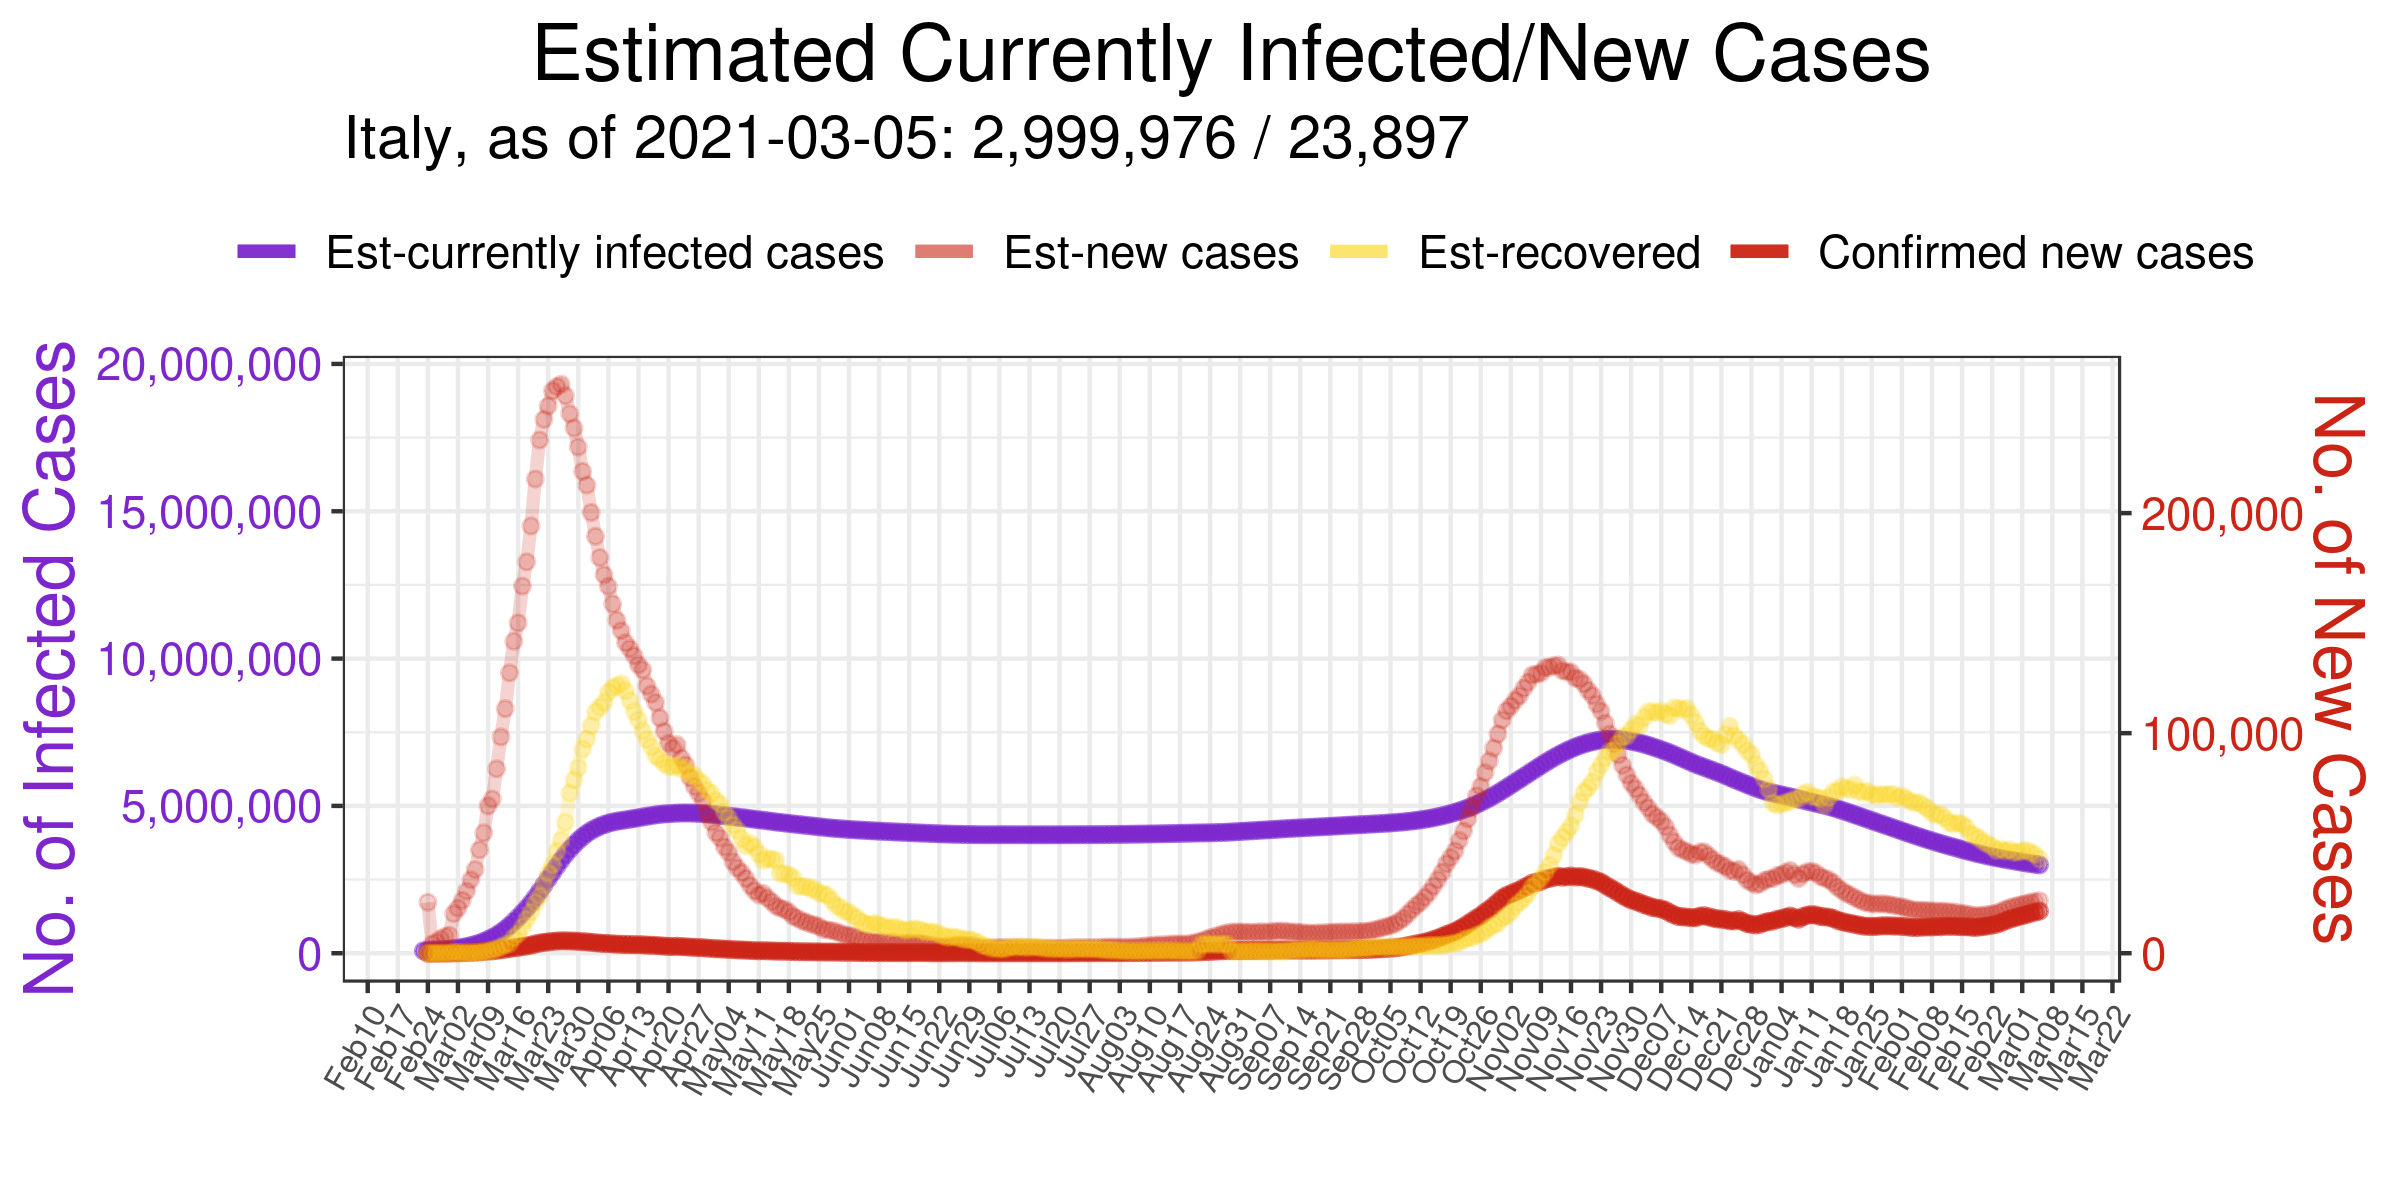 Estimated Currently Infected/New Cases
Italy, as of 2021-03-05: 2,999,976 / 23,897
Est-currently infected cases Est-new cases Est-recovered Confirmed new cases
No. of Infected Cases
20,000,000
15,000,000
10,000,000
5,000,000
0
200,000
100,000
0
No. of New Cases
Feb10 Feb17 Feb24 Mar02 Mar09 Mar16 Mar23 Mar30 Apr06 Apr13 Apr20 Apr27 May04 May11 May18 May25 Jun01 Jun08 Jun15 Jun22 Jun29 Jul06 Jul13 Jul20 Jul27 Aug03 Aug10 Aug17 Aug24 Aug31 Sep07 Sep14 Sep21 Sep28 Oct05 Oct12 Oct19 Oct26 Nov02 Nov09 Nov16 Nov23 Nov30 Dec07 Dec14 Dec21 Dec28 Jan04 Jan11 Jan18 Jan25 Feb01 Feb08 Feb15 Feb22 Mar01 Mar08 Mar15 Mar22